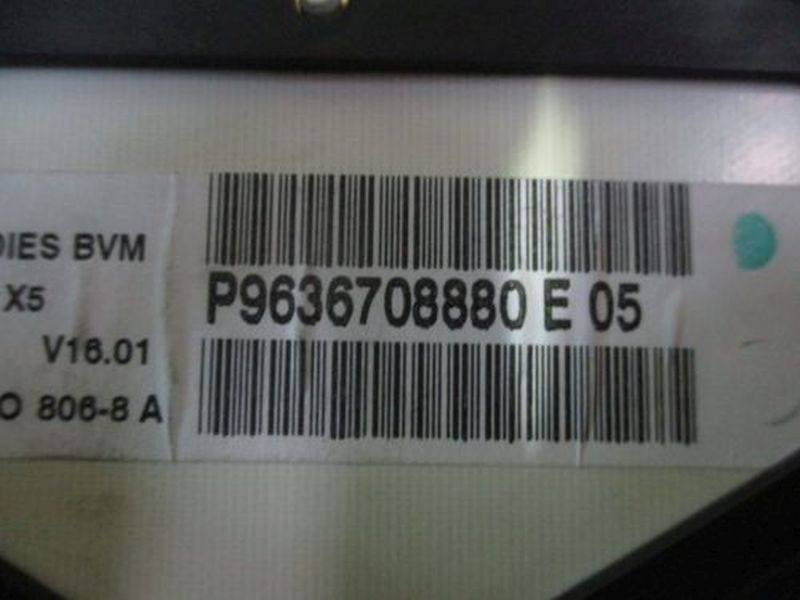 DIES BVM
X5
V16.01
O 806-8 A
P9636708880 E 05